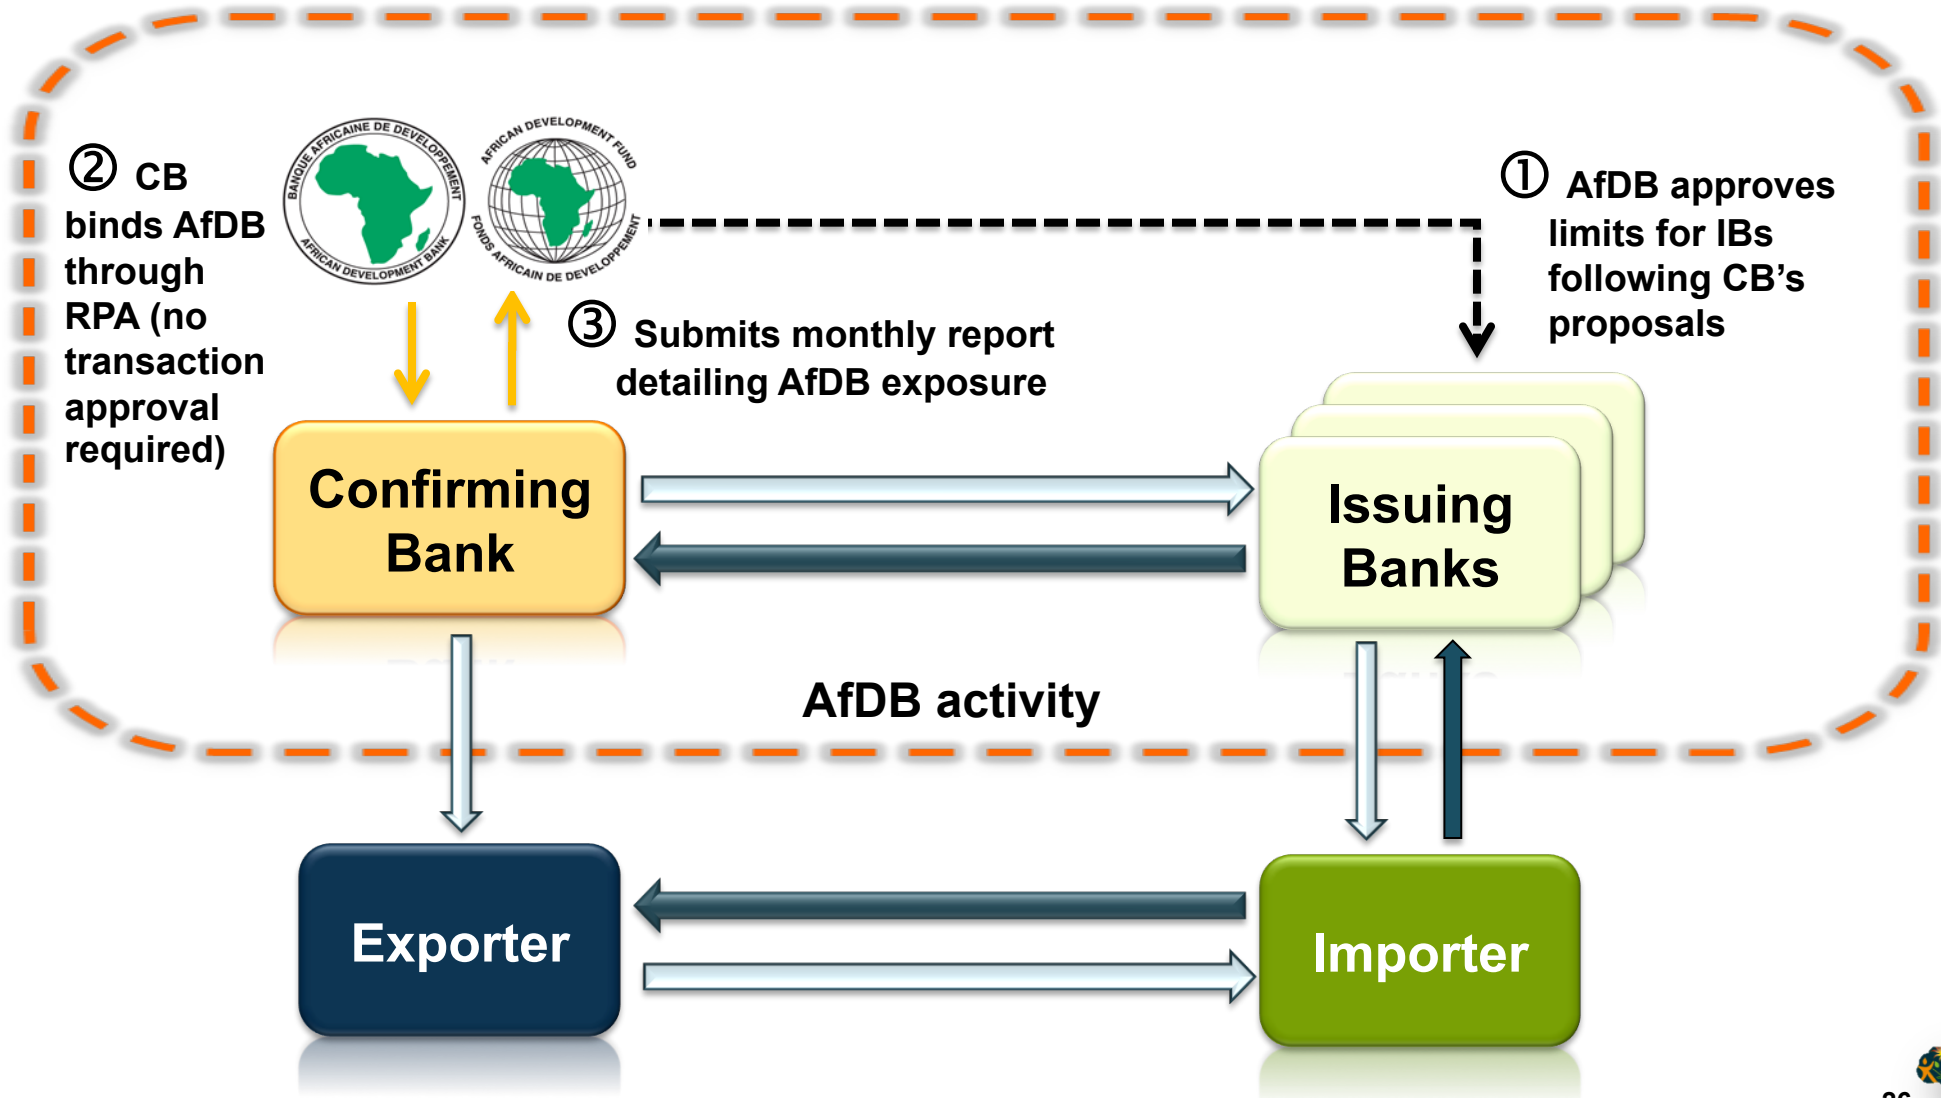 ② CB
binds AfDB
through
RPA (no
transaction
approval
required)
BANQUE AFRICAINE DE DEVELOPPEMENT
AFRICAN DEVELOPMENT BANK
AFRICAN DEVELOPMENT FUND
FONDS AFRICAIN DE DEVELOPPEMENT
① AfDB approves
limits for IBs
following CB's
proposals
③ Submits monthly report
detailing AfDB exposure
Confirming
Bank
Issuing
Banks
AfDB activity
Exporter
Importer